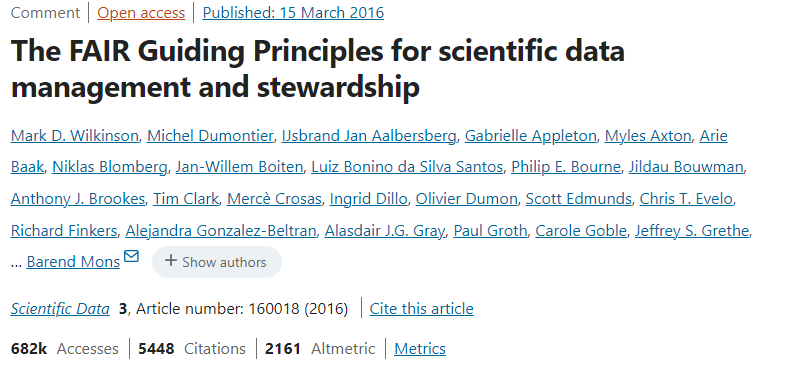 Comment Open access Published: 15 March 2016
The FAIR Guiding Principles for scientific data
management and stewardship
Mark D. Wilkinson, Michel Dumontier, IJsbrand Jan Aalbersberg, Gabrielle Appleton, Myles Axton, Arie
Baak, Niklas Blomberg, Jan-Willem Boiten, Luiz Bonino da Silva Santos, Philip E. Bourne, Jildau Bouwman,
Anthony J. Brookes, Tim Clark, Mercè Crosas, Ingrid Dillo, Olivier Dumon, Scott Edmunds, Chris T. Evelo,
Richard Finkers, Alejandra Gonzalez-Beltran, Alasdair J.G. Gray, Paul Groth, Carole Goble, Jeffrey S. Grethe,
... Barend Mons + Show authors
Scientific Data 3, Article number: 160018 (2016) Cite this article
682k Accesses 5448 Citations 2161 Altmetric Metrics